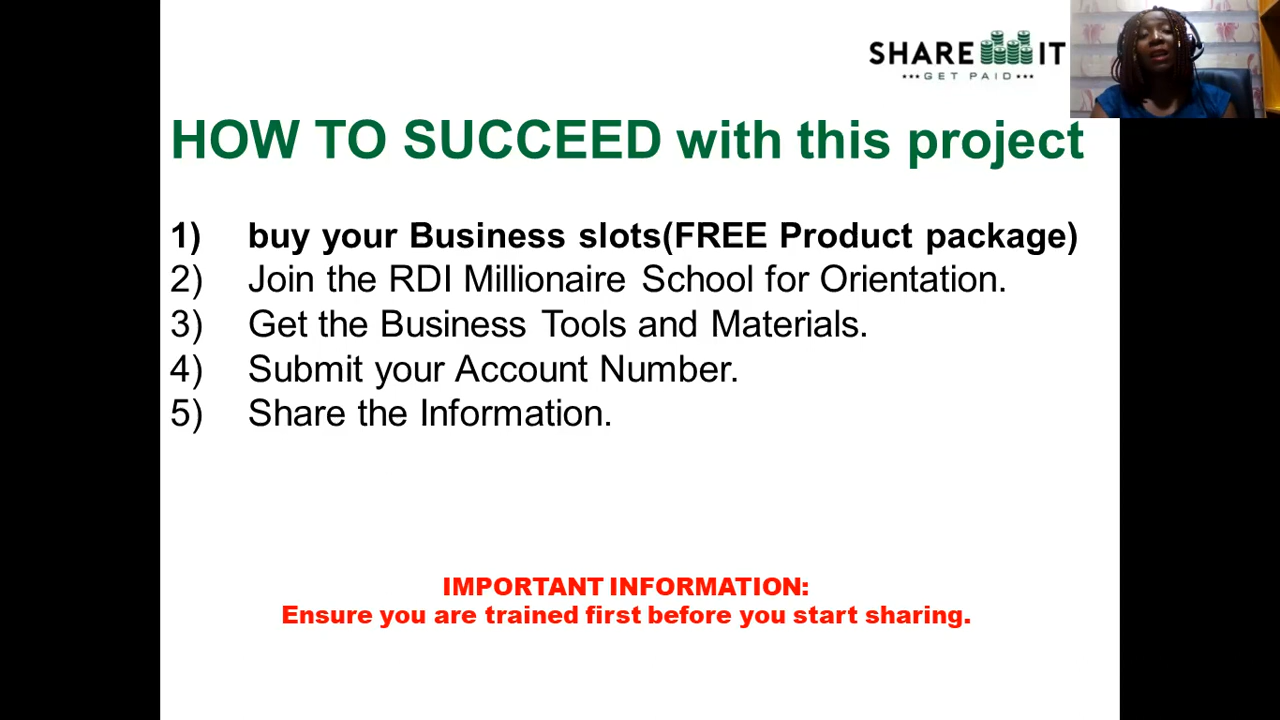 SHARE IT
GET PAID
HOW TO SUCCEED with this project
1) buy your Business slots(FREE Product package)
2) Join the RDI Millionaire School for Orientation.
3) Get the Business Tools and Materials.
4) Submit your Account Number.
5) Share the Information.
IMPORTANT INFORMATION:
Ensure you are trained first before you start sharing.